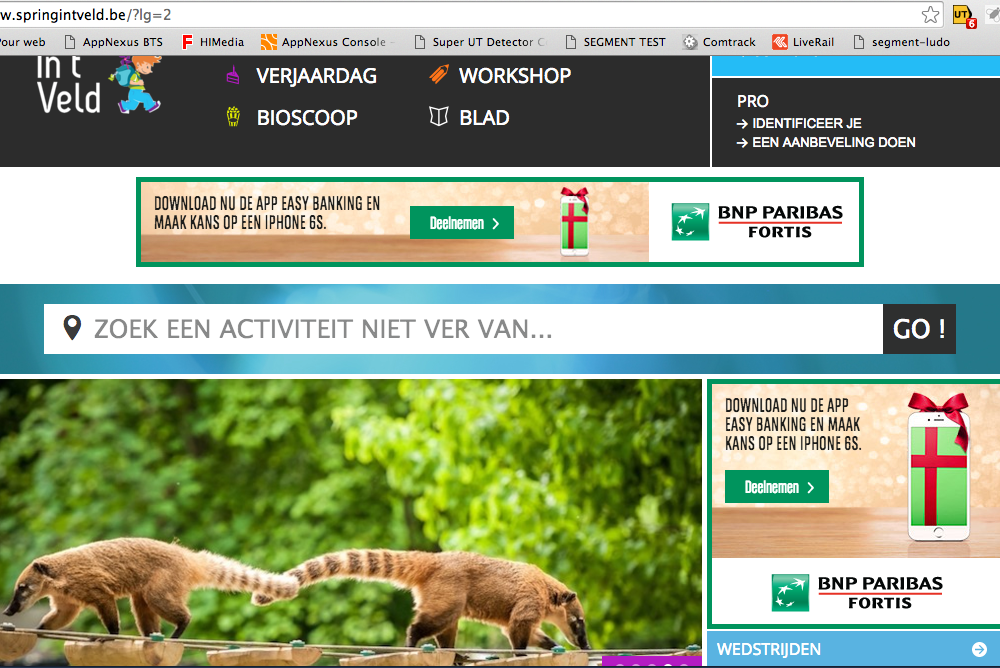 w.springintveld.be/?lg=2
UT
6
Pour web
AppNexus BTS
F HIMedia
AppNexus Console -
Super UT Detector C
SEGMENT TEST
Comtrack
LiveRail
segment-ludo
in t
Veld
VERJAARDAG
WORKSHOP
BIOSCOOP
BLAD
PRO
→ IDENTIFICEER JE
→ EEN AANBEVELING DOEN
DOWNLOAD NU DE APP EASY BANKING EN
MAAK KANS OP EEN IPHONE 6S.
Deelnemen >
BNP PARIBAS
FORTIS
ZOEK EEN ACTIVITEIT NIET VER VAN...
GO !
DOWNLOAD NU DE APP
EASY BANKING EN MAAK
KANS OP EEN IPHONE 6S.
Deelnemen >
BNP PARIBAS
FORTIS
WEDSTRIJDEN